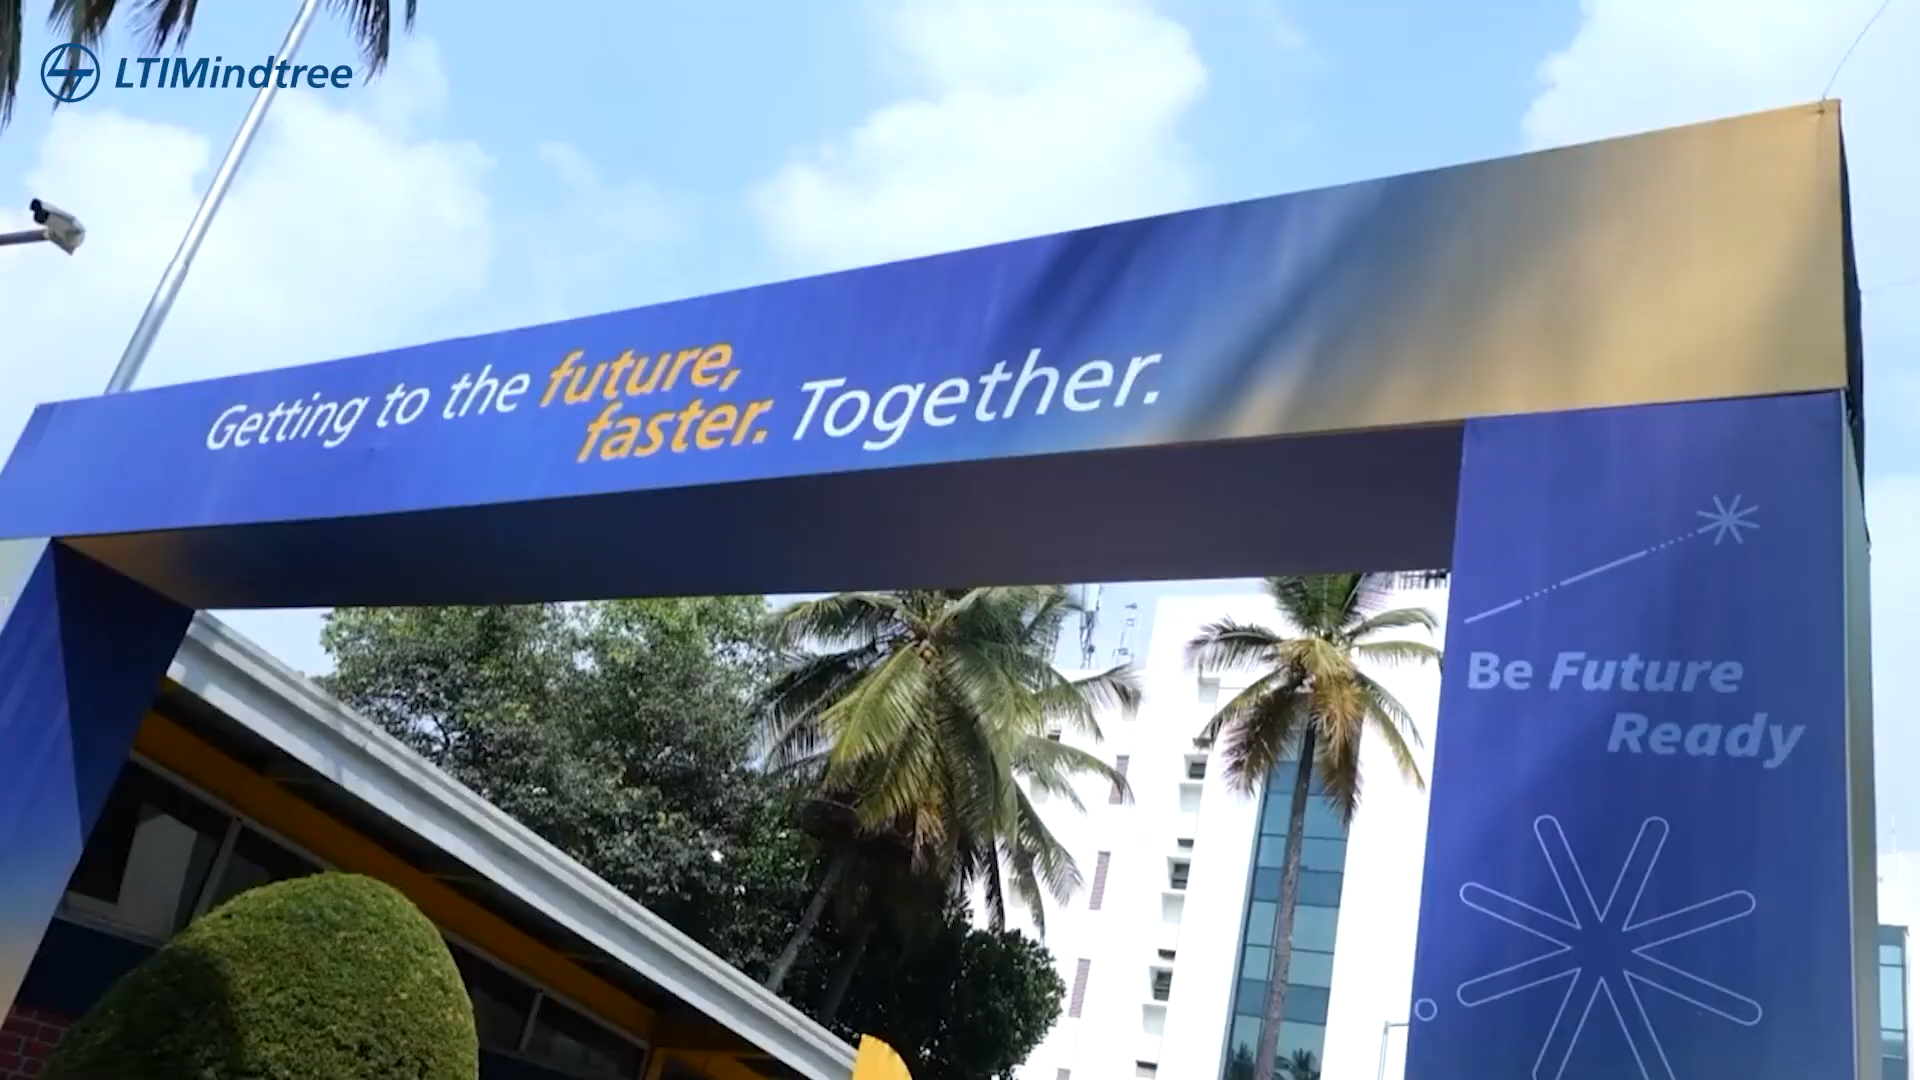 LTIMindtree
Getting to the future,
faster. Together.
Be Future
Ready